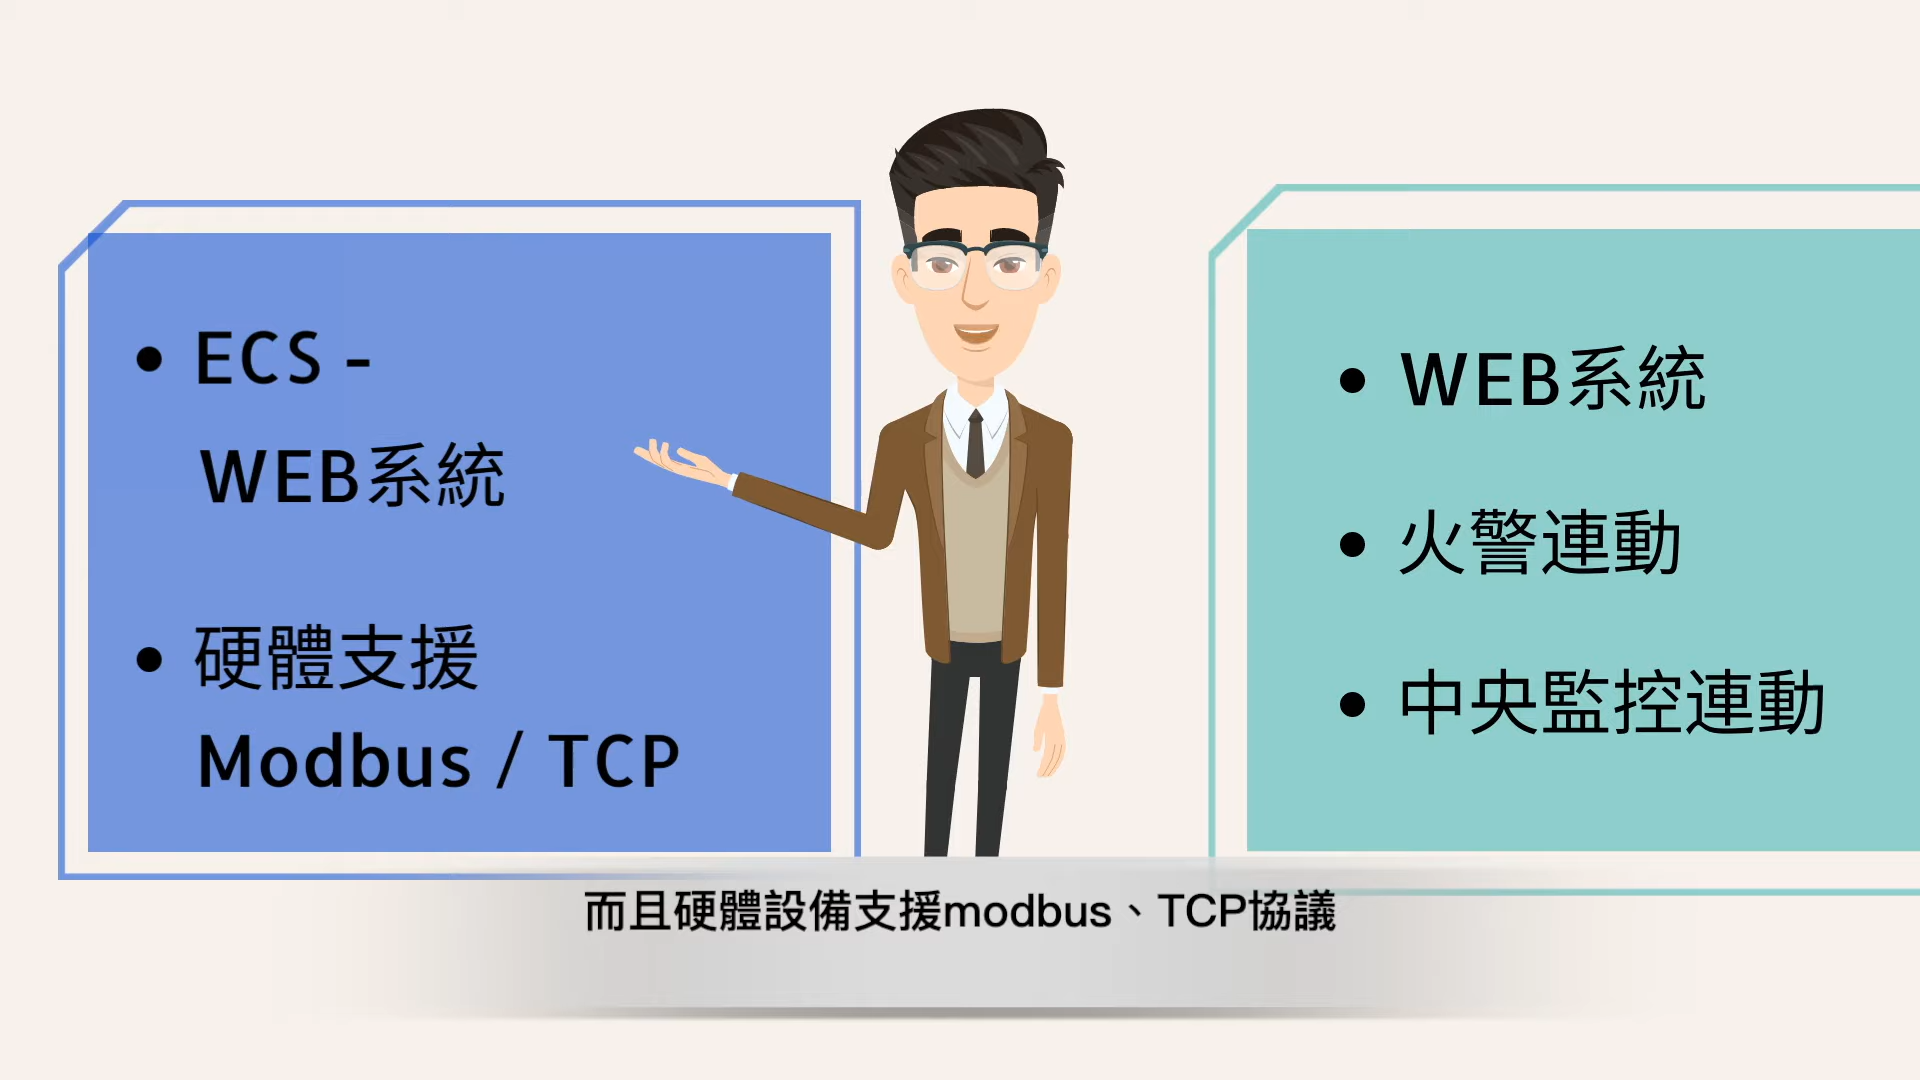 • ECS -
WEB系統
• 硬體支援
Modbus / TCP
• WEB系統
• 火警連動
• 中央監控連動
而且硬體設備支援modbus、TCP協議